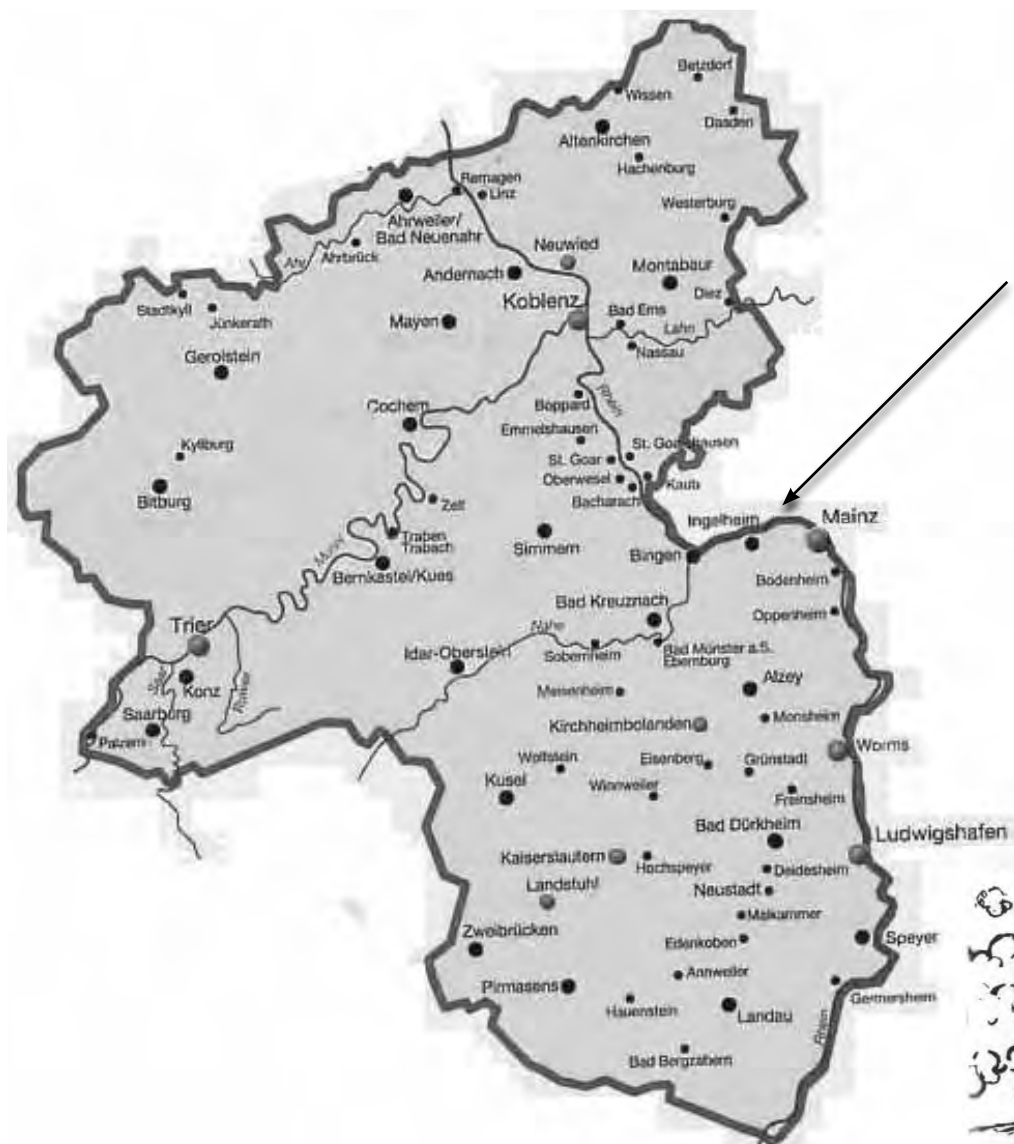 Betzdorf
Wissen
Daaden
Altenkirchen
Hachenburg
Remagen
Linz
Westerburg
Ahrweiler/
Bad Neuenahr
Ahrbrück
Ahr
Neuwied
Andernach
Montabaur
Diez
Stadtkyll
Jünkerath
Koblenz
Bad Ems
Lahn
Mayen
Nassau
Gerolstein
Rhein
Boppard
Cochem
Emmelshausen
St. Goarshausen
Kyllburg
St. Goar
Oberwesel
Kaub
Bitburg
Bacharach
Zell
Ingelheim
Mainz
Traben
Trabach
Mosel
Simmern
Bingen
Bernkastel/Kues
Bodenheim
Bad Kreuznach
Oppenheim
Trier
Nahe
Idar-Oberstein
Sobernheim
Bad Münster a.S.
Ebernburg
Saar
Konz
Ruwer
Meisenheim
Alzey
Saarburg
Kirchheimbolanden
Monsheim
Palzem
Worms
Wolfstein
Eisenberg
Grünstadt
Kusel
Winnweiler
Freinsheim
Bad Dürkheim
Ludwigshafen
Kaiserslautern
Hochspeyer
Deidesheim
Landstuhl
Neustadt
Maikammer
Zweibrücken
Edenkoben
Speyer
Annweiler
Pirmasens
Hauenstein
Landau
Germersheim
Rhein
Bad Bergzabern